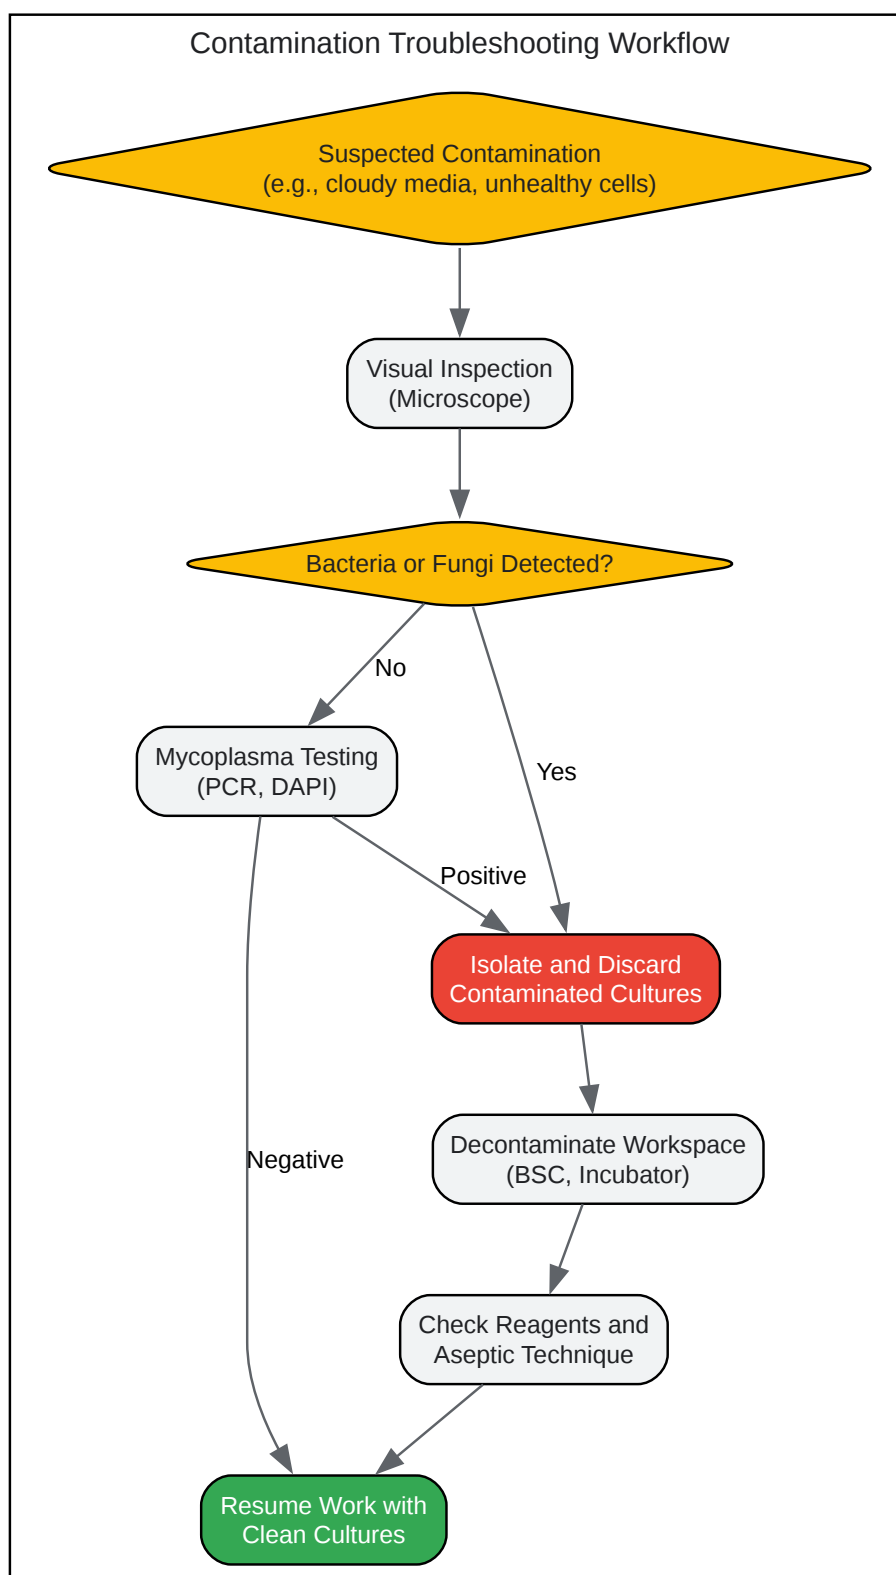 Contamination Troubleshooting Workflow
Suspected Contamination
(e.g., cloudy media, unhealthy cells)
Visual Inspection
(Microscope)
Bacteria or Fungi Detected?
No
Mycoplasma Testing
(PCR, DAPI)
Yes
Positive
Isolate and Discard
Contaminated Cultures
Decontaminate Workspace
(BSC, Incubator)
Negative
Check Reagents and
Aseptic Technique
Resume Work with
Clean Cultures